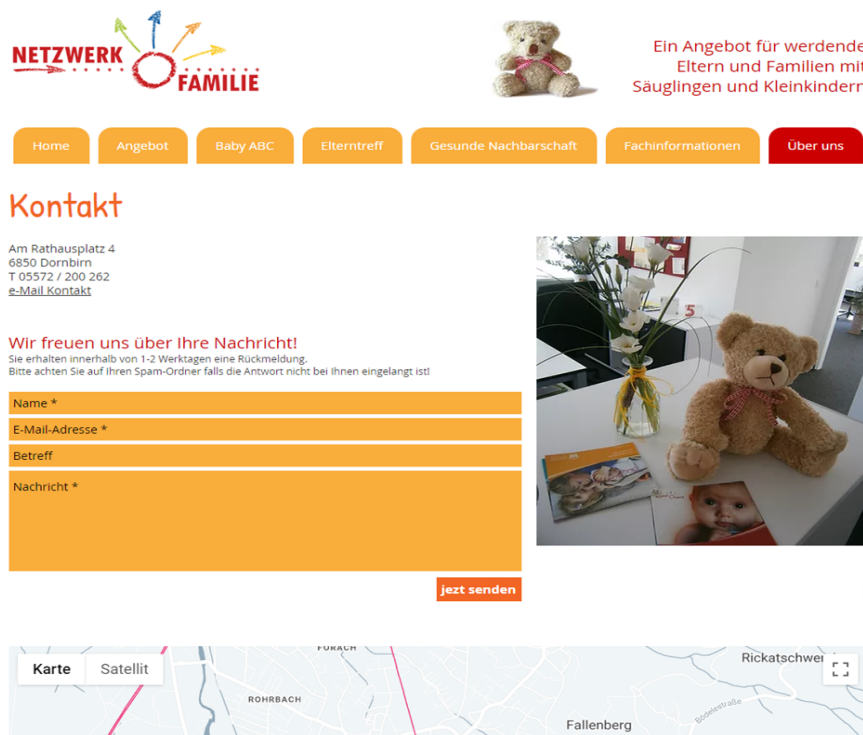 NETZWERK
FAMILIE
Ein Angebot für werdende
Eltern und Familien mit
Säuglingen und Kleinkindern
Home
Angebot
Baby ABC
Elterntreff
Gesunde Nachbarschaft
Fachinformationen
Über uns
Kontakt
Am Rathausplatz 4
6850 Dornbirn
T 05572 / 200 262
e-Mail Kontakt
Wir freuen uns über Ihre Nachricht!
Sie erhalten innerhalb von 1-2 Werktagen eine Rückmeldung.
Bitte achten Sie auf Ihren Spam-Ordner falls die Antwort nicht bei Ihnen eingelangt ist!
Name *
E-Mail-Adresse *
Betreff
Nachricht *
jezt senden
5
Karte
Satellit
FORACH
ROHRBACH
Fallenberg
Bödelestraße